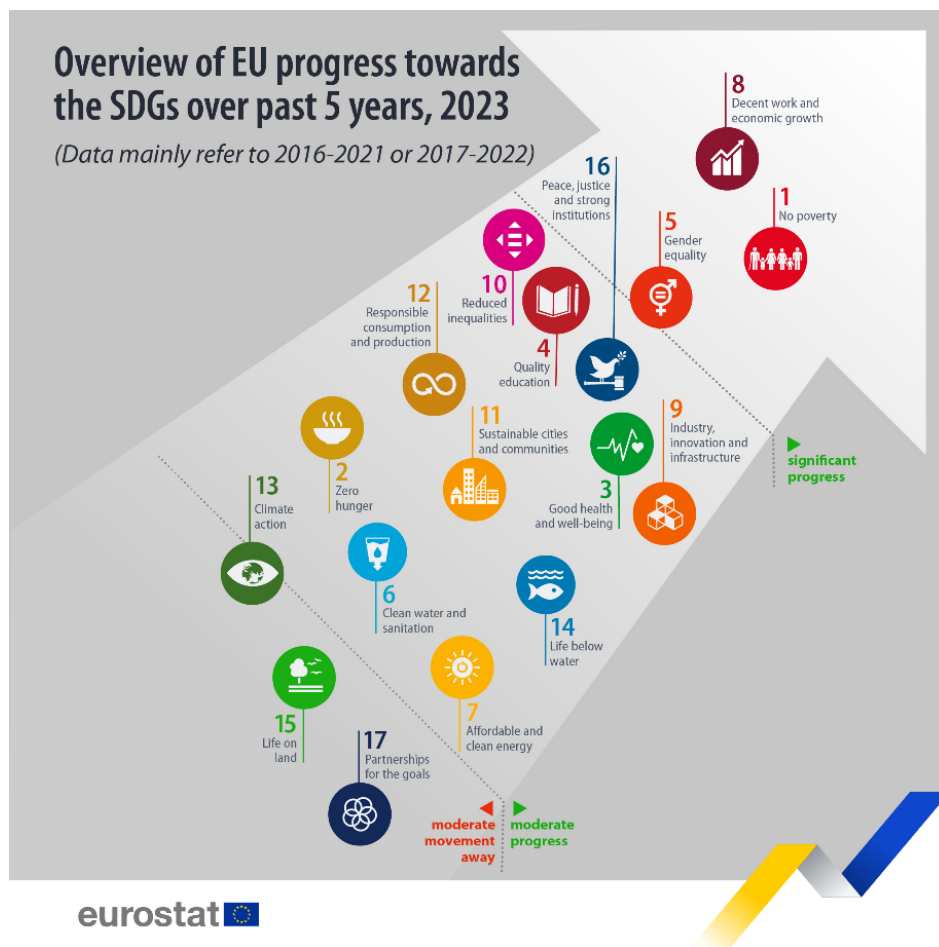 Overview of EU progress towards
the SDGs over past 5 years, 2023
(Data mainly refer to 2016-2021 or 2017-2022)
8
Decent work and
economic growth
16
Peace, justice
and strong
institutions
1
No poverty
5
Gender
equality
10
Reduced
inequalities
12
Responsible
consumption
and production
4
Quality
education
11
Sustainable cities
and communities
9
Industry,
innovation and
infrastructure
significant
progress
2
Zero
hunger
13
Climate
action
3
Good health
and well-being
6
Clean water and
sanitation
14
Life below
water
15
Life on
land
7
Affordable and
clean energy
17
Partnerships
for the goals
moderate
movement
away
moderate
progress
eurostat